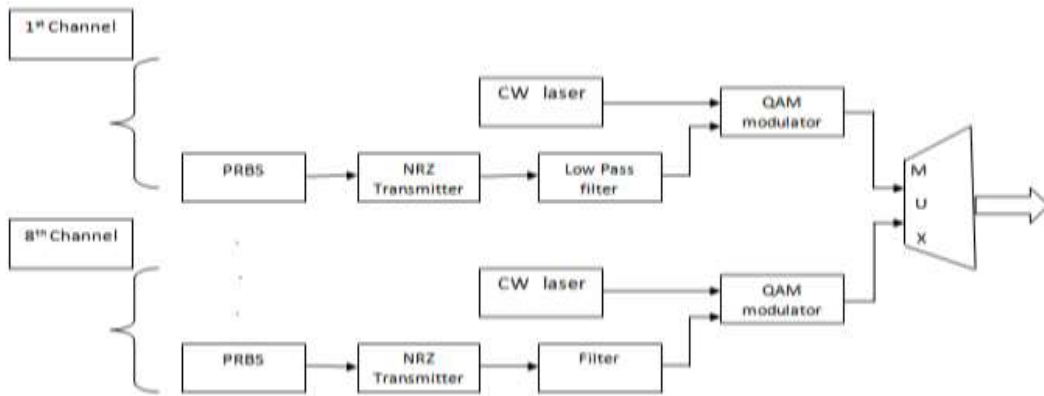 1st Channel
CW laser
QAM
modulator
PRBS
NRZ
Transmitter
Low Pass
filter
M
U
X
8th Channel
CW laser
QAM
modulator
PRBS
NRZ
Transmitter
Filter